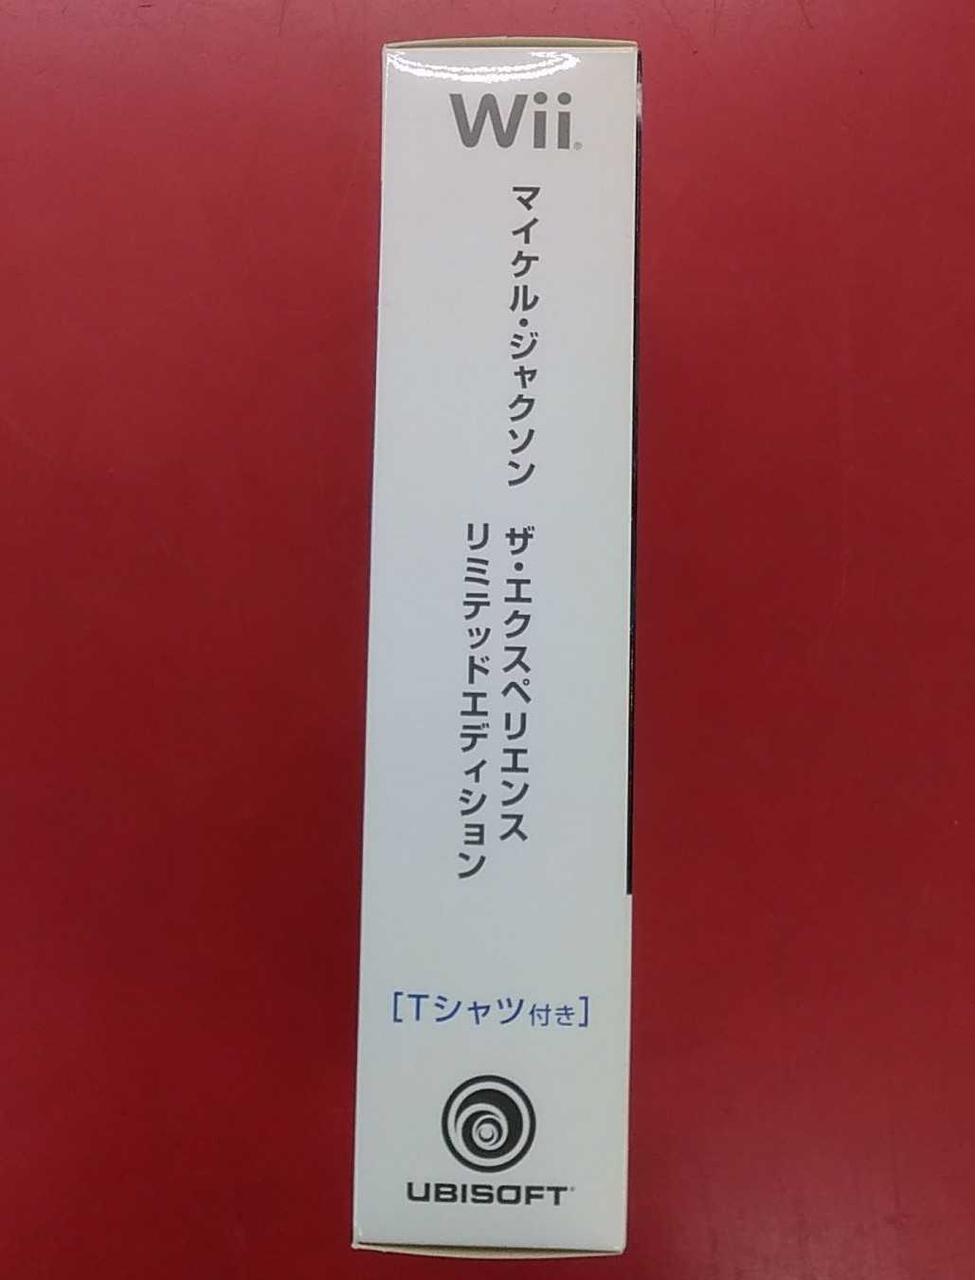 Wii
マイケル・ジャクソン
ザ・エクスペリエンス
リミテッドエディション
[Tシャツ付き]
UBISOFT